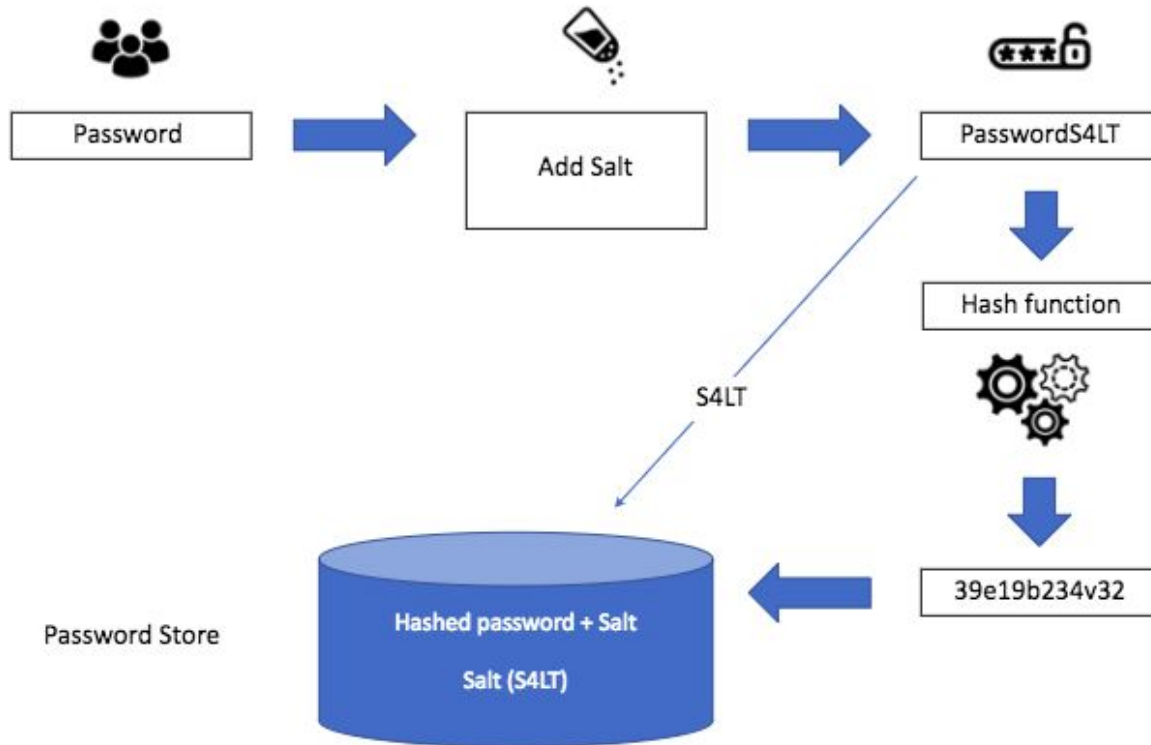 Password
Add Salt
***
PasswordS4LT
Hash function
S4LT
39e19b234v32
Password Store
Hashed password + Salt
Salt (S4LT)